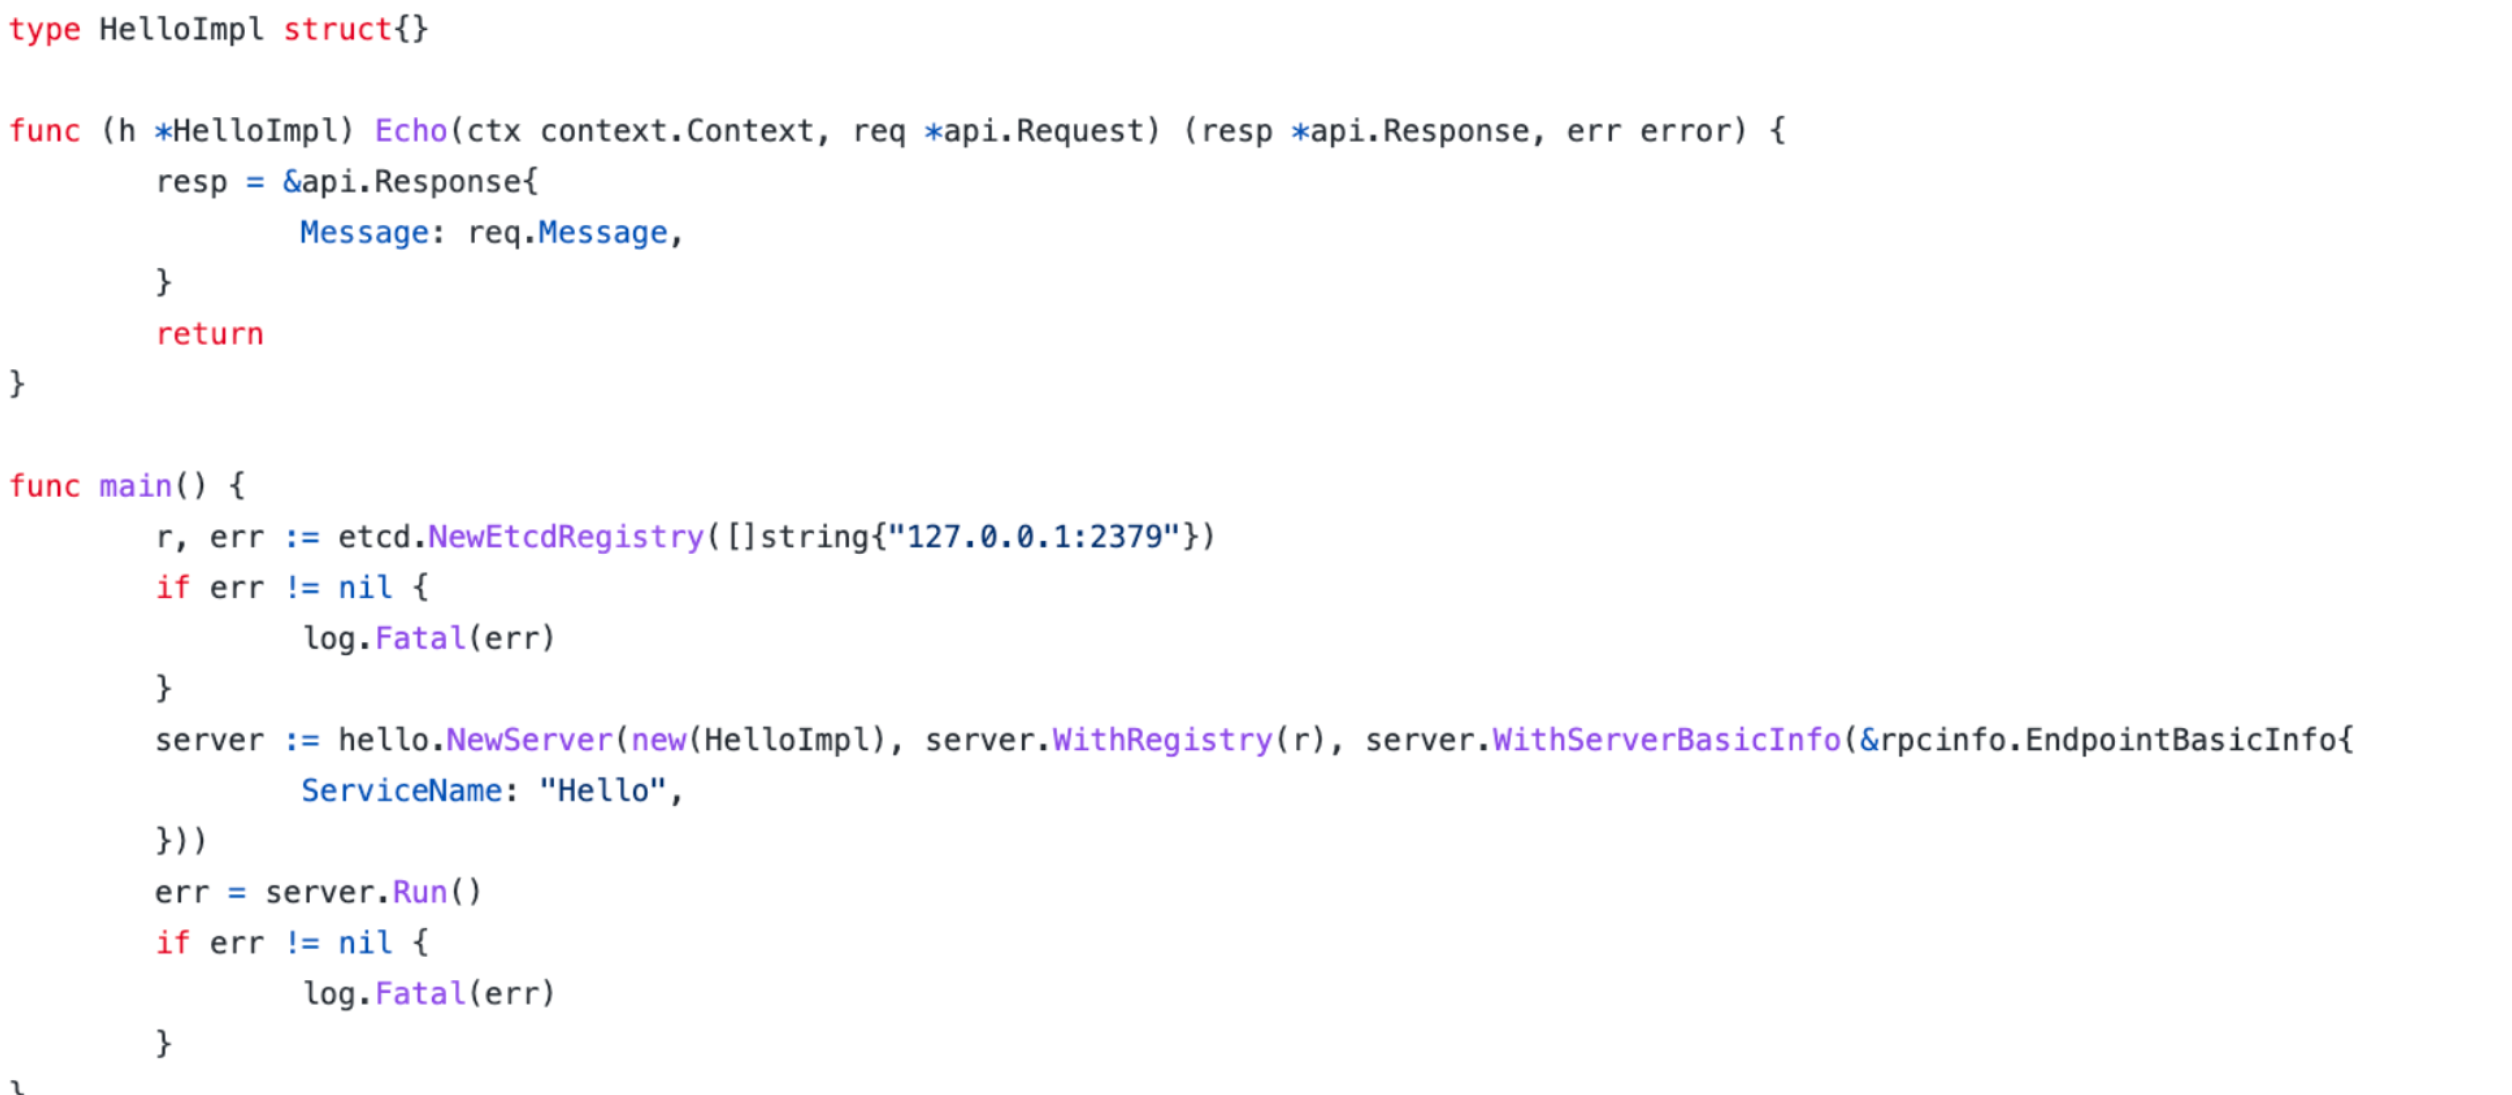 type HelloImpl struct{}
func (h *HelloImpl) Echo(ctx context.Context, req *api.Request) (resp *api.Response, err error) {
resp = &api.Response{
Message: req.Message,
}
return
}
func main() {
r, err := etcd.NewEtcdRegistry([]string{"127.0.0.1:2379"})
if err != nil {
log.Fatal(err)
}
server := hello.NewServer(new(HelloImpl), server.WithRegistry(r), server.WithServerBasicInfo(&rpcinfo.EndpointBasicInfo{
ServiceName: "Hello",
}))
err = server.Run()
if err != nil {
log.Fatal(err)
}
}